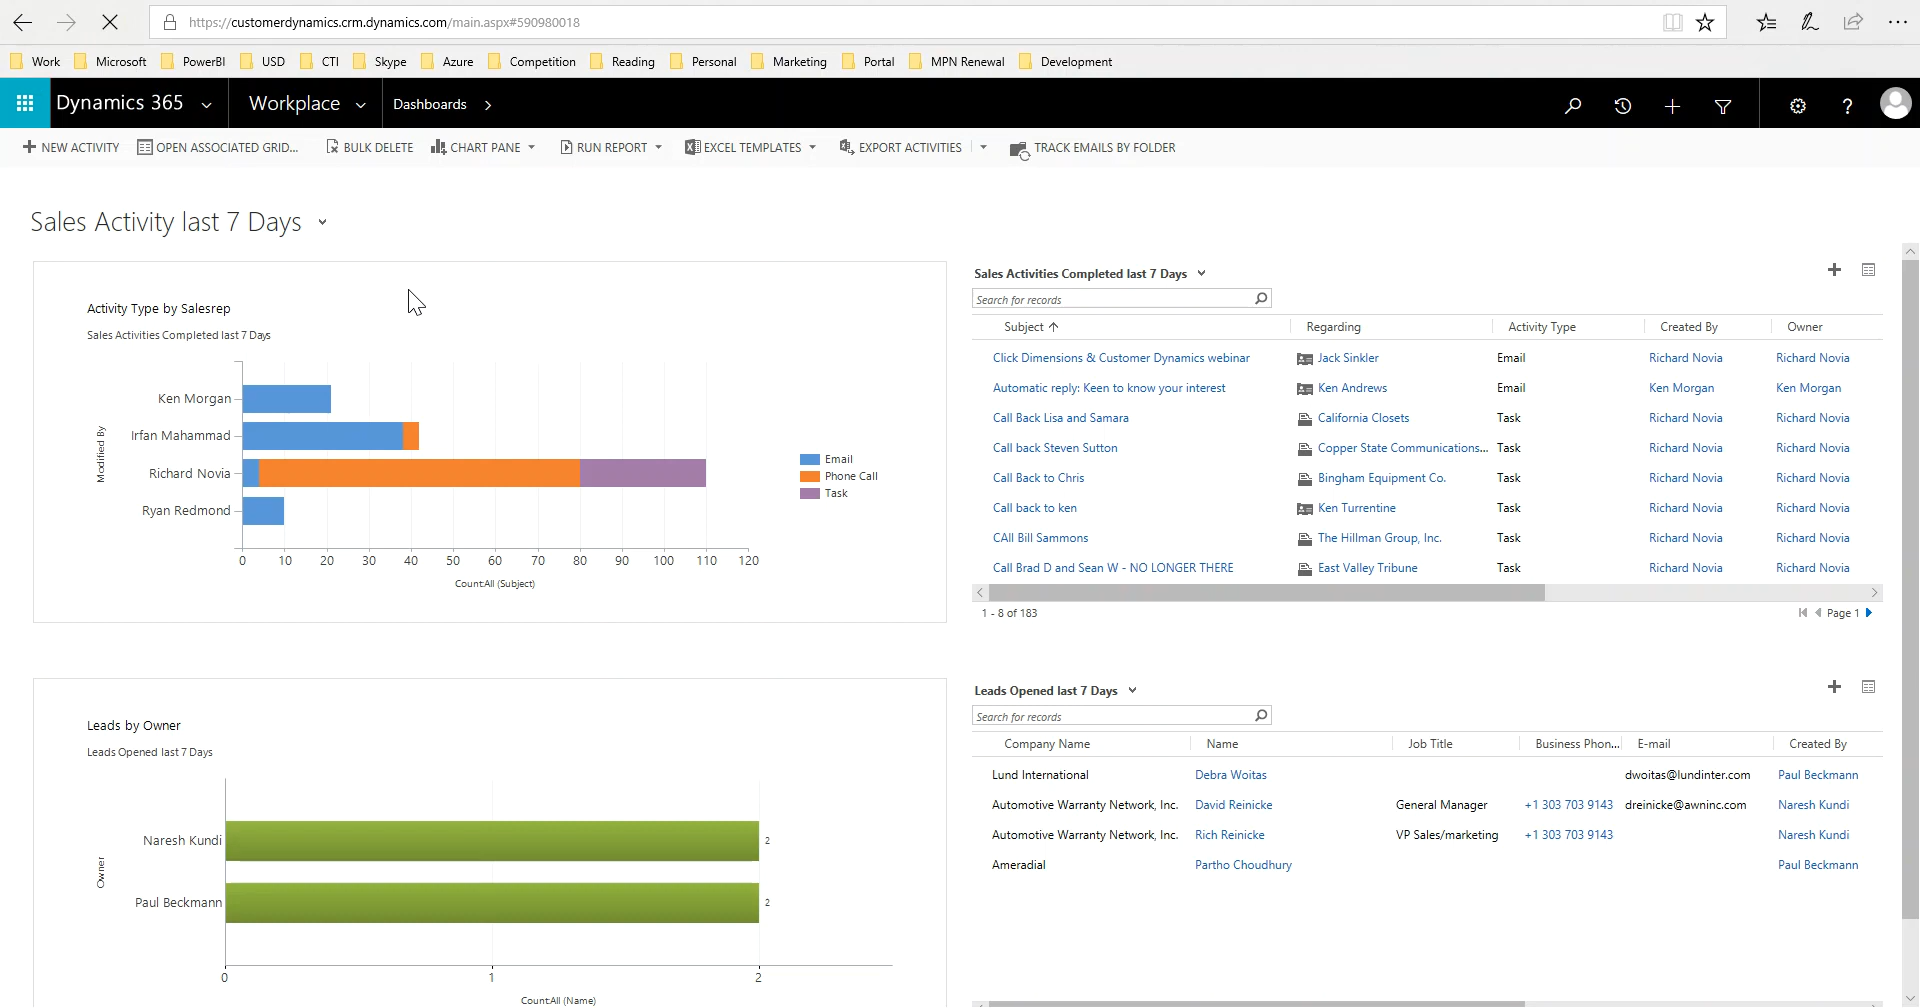 https://customerdynamics.crm.dynamics.com/main.aspx#590980018
Work Microsoft PowerBI USD CTI Skype Azure Competition Reading Personal Marketing Portal MPN Renewal Development
Dynamics 365 Workplace Dashboards
NEW ACTIVITY OPEN ASSOCIATED GRID... BULK DELETE CHART PANE RUN REPORT EXCEL TEMPLATES EXPORT ACTIVITIES TRACK EMAILS BY FOLDER
Sales Activity last 7 Days
Activity Type by Salesrep
Sales Activities Completed last 7 Days
Modified By
Ken Morgan
Irfan Mahammad
Richard Novia
Ryan Redmond
0 10 20 30 40 50 60 70 80 90 100 110 120
CountAll (Subject)
Email
Phone Call
Task
Sales Activities Completed last 7 Days
Search for records
Subject Regarding Activity Type Created By Owner
Click Dimensions & Customer Dynamics webinar Jack Sinkler Email Richard Novia Richard Novia
Automatic reply: Keen to know your interest Ken Andrews Email Ken Morgan Ken Morgan
Call Back Lisa and Samara California Closets Task Richard Novia Richard Novia
Call back Steven Sutton Copper State Communications... Task Richard Novia Richard Novia
Call Back to Chris Bingham Equipment Co. Task Richard Novia Richard Novia
Call back to ken Ken Turrentine Task Richard Novia Richard Novia
CAll Bill Sammons The Hillman Group, Inc. Task Richard Novia Richard Novia
Call Brad D and Sean W - NO LONGER THERE East Valley Tribune Task Richard Novia Richard Novia
1 - 8 of 183 Page 1
Leads by Owner
Leads Opened last 7 Days
Owner
Naresh Kundi 2
Paul Beckmann 2
0 1 2
CountAll (Name)
Leads Opened last 7 Days
Search for records
Company Name Name Job Title Business Phon... E-mail Created By
Lund International Debra Woitas dwoitas@lundinter.com Paul Beckmann
Automotive Warranty Network, Inc. David Reinicke General Manager +1 303 703 9143 dreinicke@awninc.com Naresh Kundi
Automotive Warranty Network, Inc. Rich Reinicke VP Sales/marketing +1 303 703 9143 Naresh Kundi
Ameradial Partho Choudhury Paul Beckmann